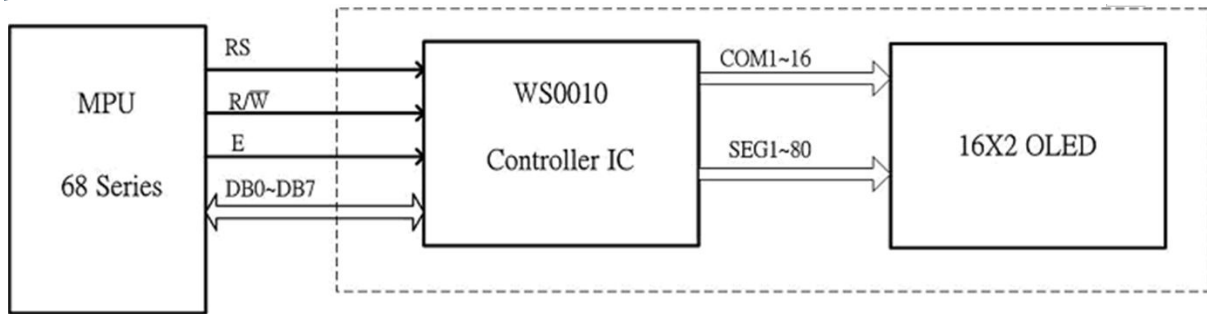 MPU
68 Series
RS
R/W̅
E
DB0~DB7
WS0010
Controller IC
COM1~16
SEG1~80
16X2 OLED